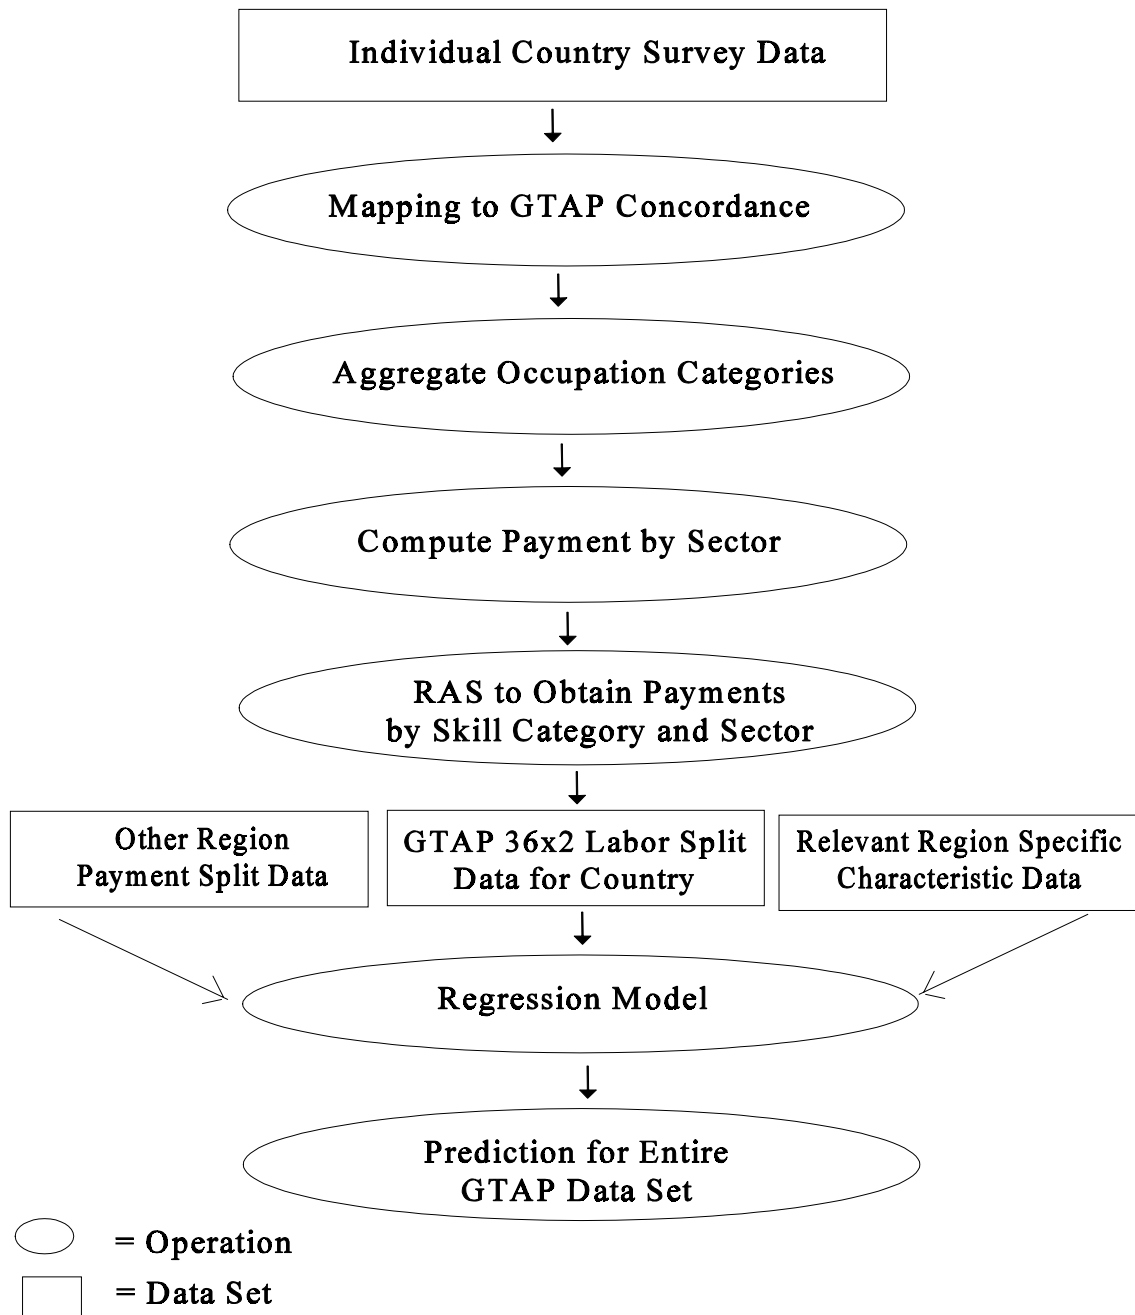 Individual Country Survey Data
Mapping to GTAP Concordance
Aggregate Occupation Categories
Compute Payment by Sector
RAS to Obtain Payments
by Skill Category and Sector
Other Region
Payment Split Data
GTAP 36x2 Labor Split
Data for Country
Relevant Region Specific
Characteristic Data
Regression Model
Prediction for Entire
GTAP Data Set
= Operation
= Data Set